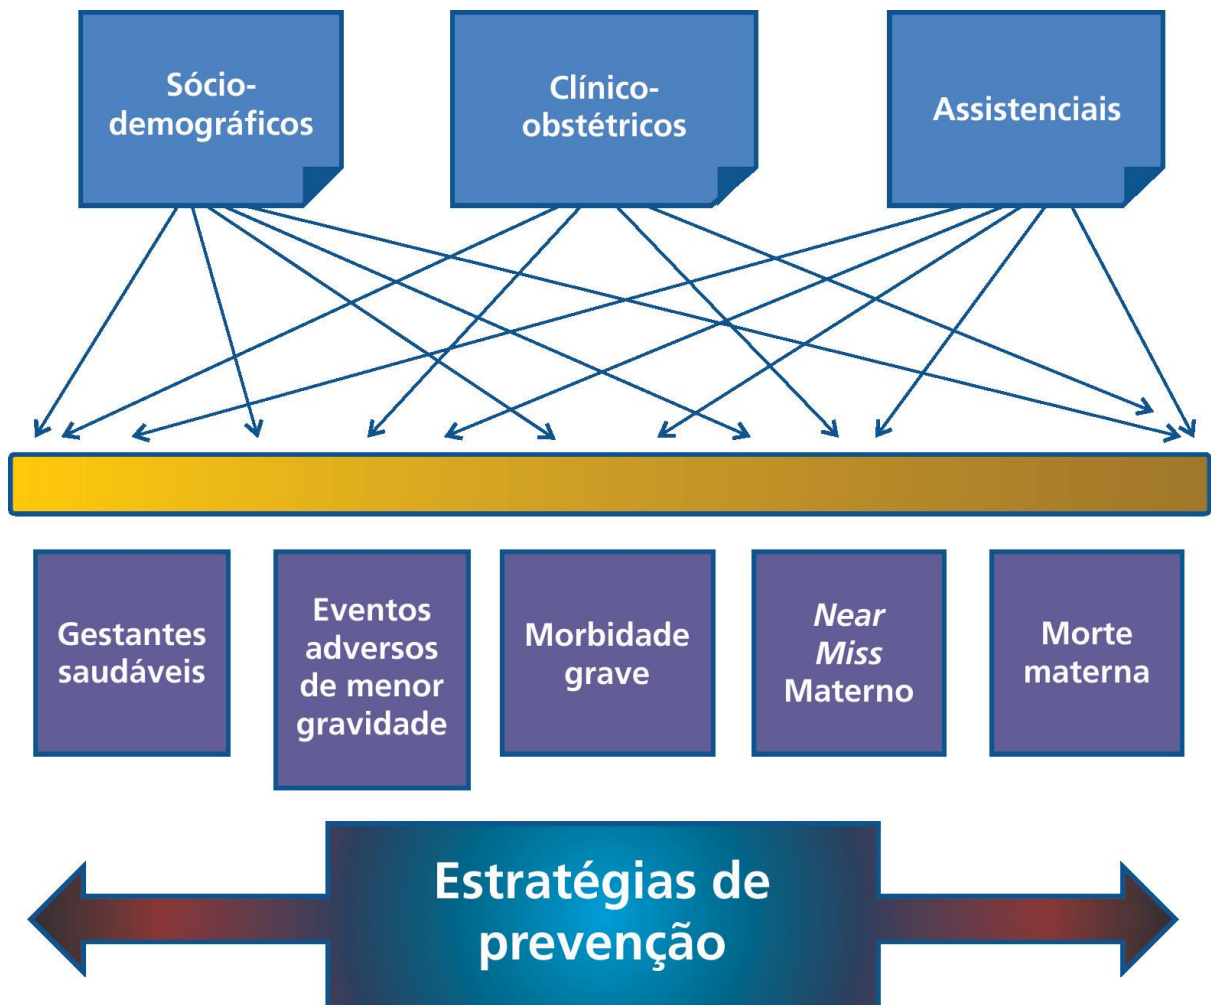 Sócio-
demográficos
Clínico-
obstétricos
Assistenciais
Gestantes
saudáveis
Eventos
adversos
de menor
gravidade
Morbidade
grave
Near
Miss
Materno
Morte
materna
Estratégias de
prevenção